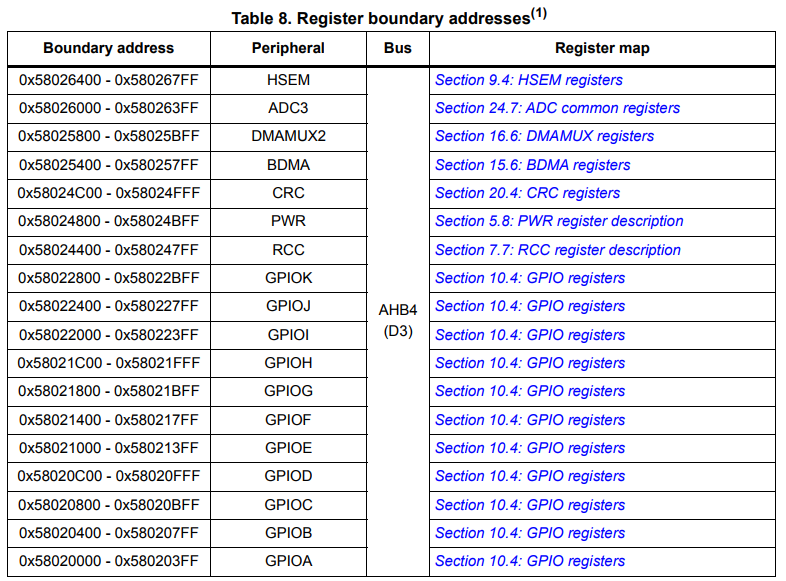 Table 8. Register boundary addresses(1)
Boundary address Peripheral Bus Register map
0x58026400 - 0x580267FF HSEM Section 9.4: HSEM registers
0x58026000 - 0x580263FF ADC3 Section 24.7: ADC common registers
0x58025800 - 0x58025BFF DMAMUX2 Section 16.6: DMAMUX registers
0x58025400 - 0x580257FF BDMA Section 15.6: BDMA registers
0x58024C00 - 0x58024FFF CRC Section 20.4: CRC registers
0x58024800 - 0x58024BFF PWR Section 5.8: PWR register description
0x58024400 - 0x580247FF RCC Section 7.7: RCC register description
0x58022800 - 0x58022BFF GPIOK Section 10.4: GPIO registers
0x58022400 - 0x580227FF GPIOJ Section 10.4: GPIO registers
AHB4
(D3)
0x58022000 - 0x580223FF GPIOI Section 10.4: GPIO registers
0x58021C00 - 0x58021FFF GPIOH Section 10.4: GPIO registers
0x58021800 - 0x58021BFF GPIOG Section 10.4: GPIO registers
0x58021400 - 0x580217FF GPIOF Section 10.4: GPIO registers
0x58021000 - 0x580213FF GPIOE Section 10.4: GPIO registers
0x58020C00 - 0x58020FFF GPIOD Section 10.4: GPIO registers
0x58020800 - 0x58020BFF GPIOC Section 10.4: GPIO registers
0x58020400 - 0x580207FF GPIOB Section 10.4: GPIO registers
0x58020000 - 0x580203FF GPIOA Section 10.4: GPIO registers